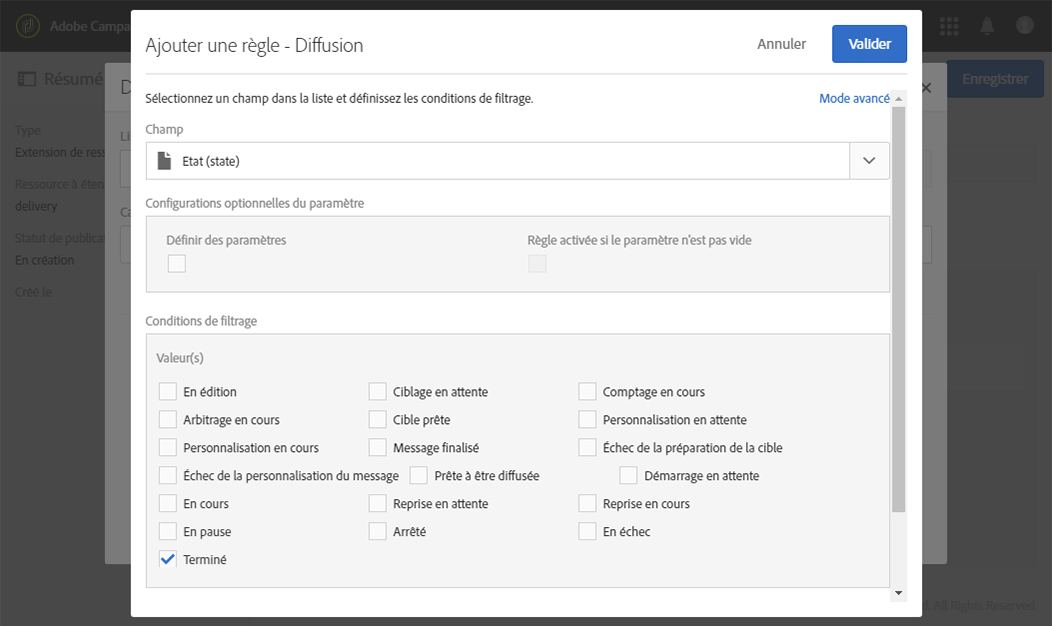 Adobe Campa
Ajouter une règle - Diffusion
Annuler
Valider
Résumé
D
Enregistrer
Sélectionnez un champ dans la liste et définissez les conditions de filtrage.
Mode avancé
Type
Extension de ress
Champ
Etat (state)
Ressource à éten
delivery
Configurations optionnelles du paramètre
Statut de publicat
En création
Définir des paramètres
Règle activée si le paramètre n'est pas vide
Créé le
Conditions de filtrage
Valeur(s)
En édition
Ciblage en attente
Comptage en cours
Arbitrage en cours
Cible prête
Personnalisation en attente
Personnalisation en cours
Message finalisé
Échec de la préparation de la cible
Échec de la personnalisation du message
Prête à être diffusée
Démarrage en attente
En cours
Reprise en attente
Reprise en cours
En pause
Arrêté
En échec
Terminé
All Rights Reserved.